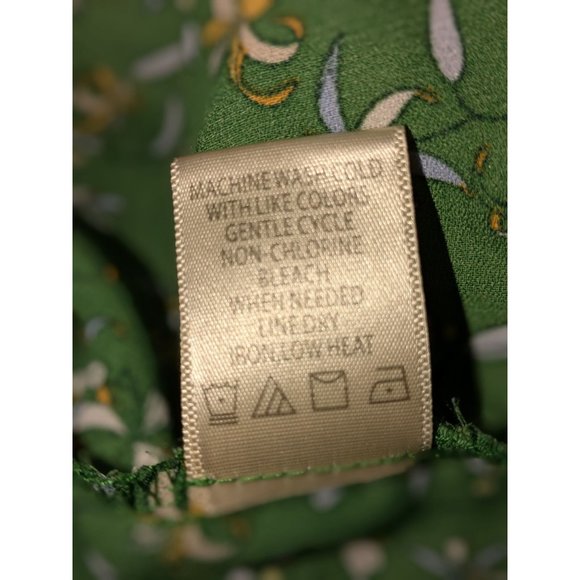 MACHINE WASH COLD
WITH LIKE COLORS
GENTLE CYCLE
NON-CHLORINE
BLEACH
WHEN NEEDED
LINE DRY
IRON LOW HEAT